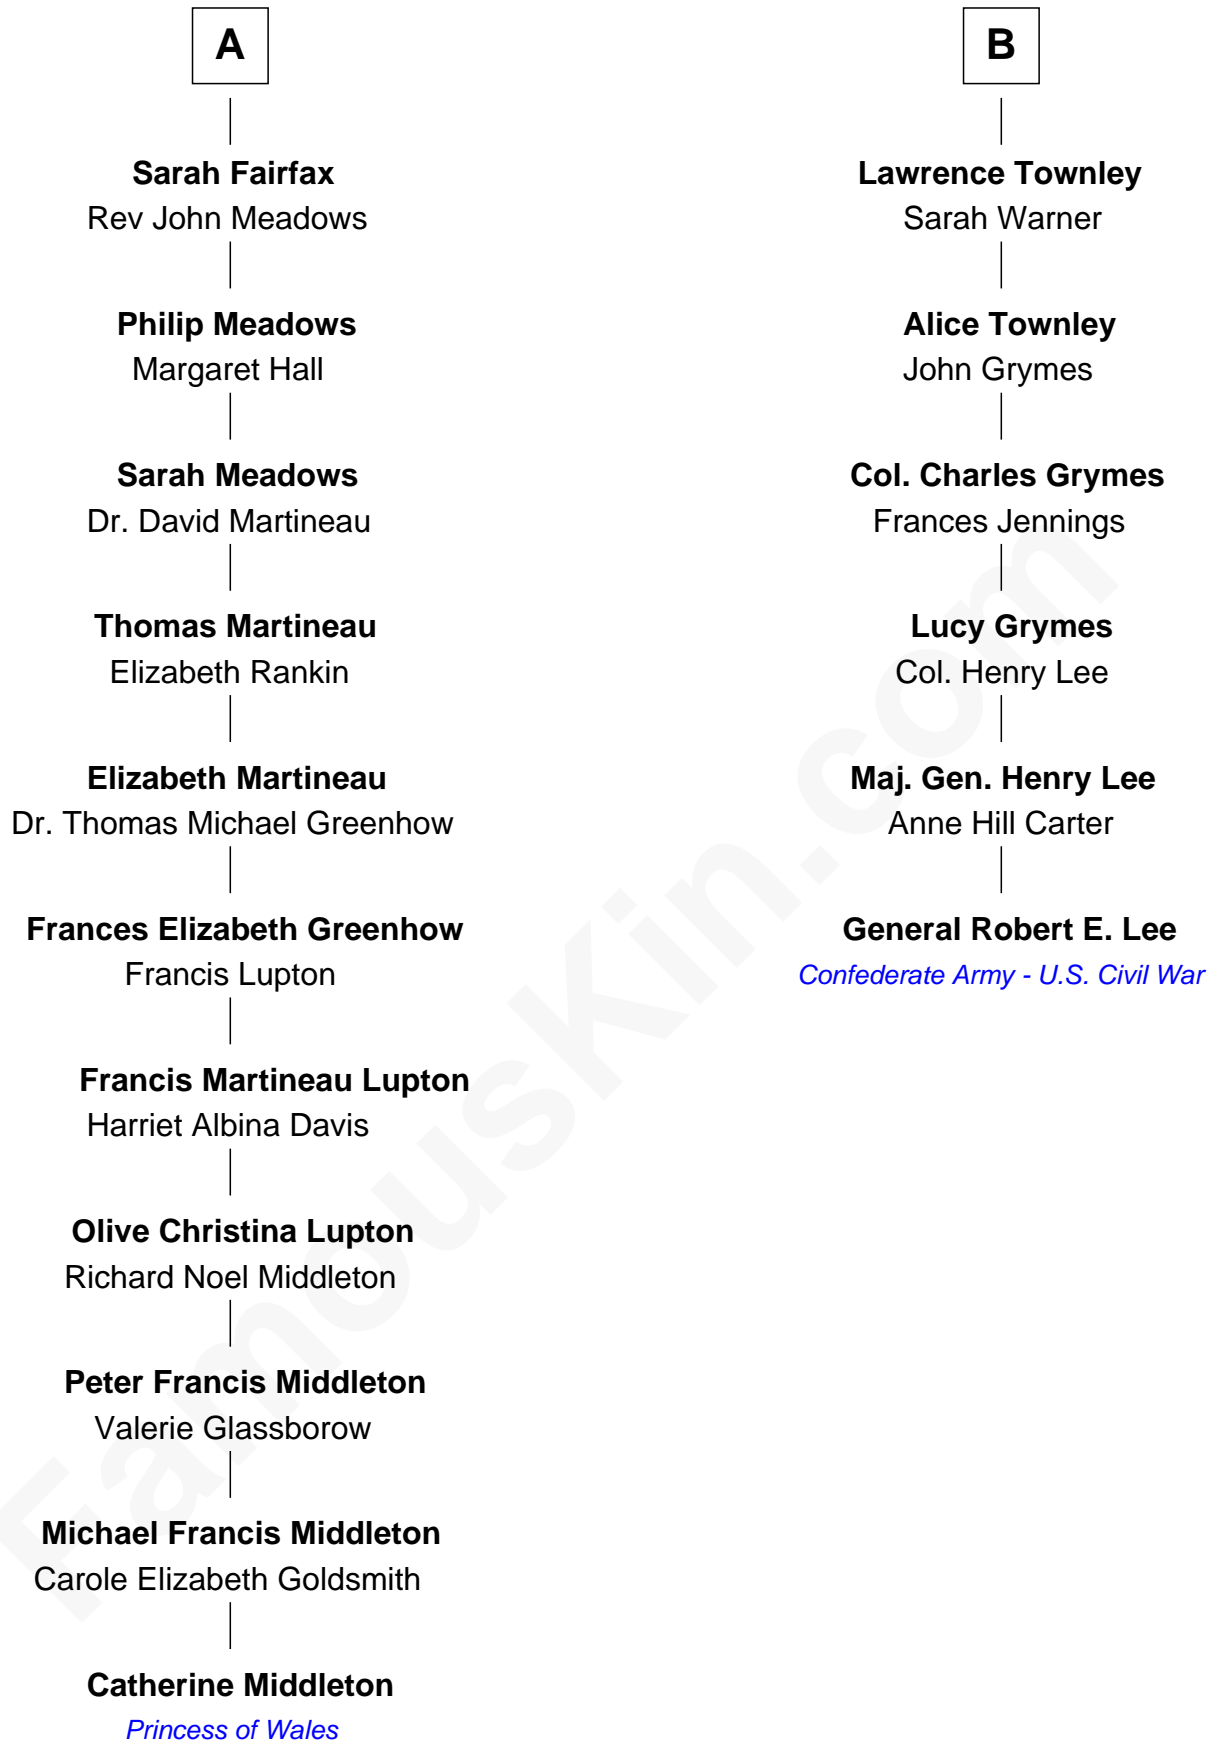 A
Sarah Fairfax
Rev John Meadows
Philip Meadows
Margaret Hall
Sarah Meadows
Dr. David Martineau
Thomas Martineau
Elizabeth Rankin
Elizabeth Martineau
Dr. Thomas Michael Greenhow
Frances Elizabeth Greenhow
Francis Lupton
Francis Martineau Lupton
Harriet Albina Davis
Olive Christina Lupton
Richard Noel Middleton
Peter Francis Middleton
Valerie Glassborow
Michael Francis Middleton
Carole Elizabeth Goldsmith
Catherine Middleton
Princess of Wales
B
Lawrence Townley
Sarah Warner
Alice Townley
John Grymes
Col. Charles Grymes
Frances Jennings
Lucy Grymes
Col. Henry Lee
Maj. Gen. Henry Lee
Anne Hill Carter
General Robert E. Lee
Confederate Army - U.S. Civil War
FamousKin.com